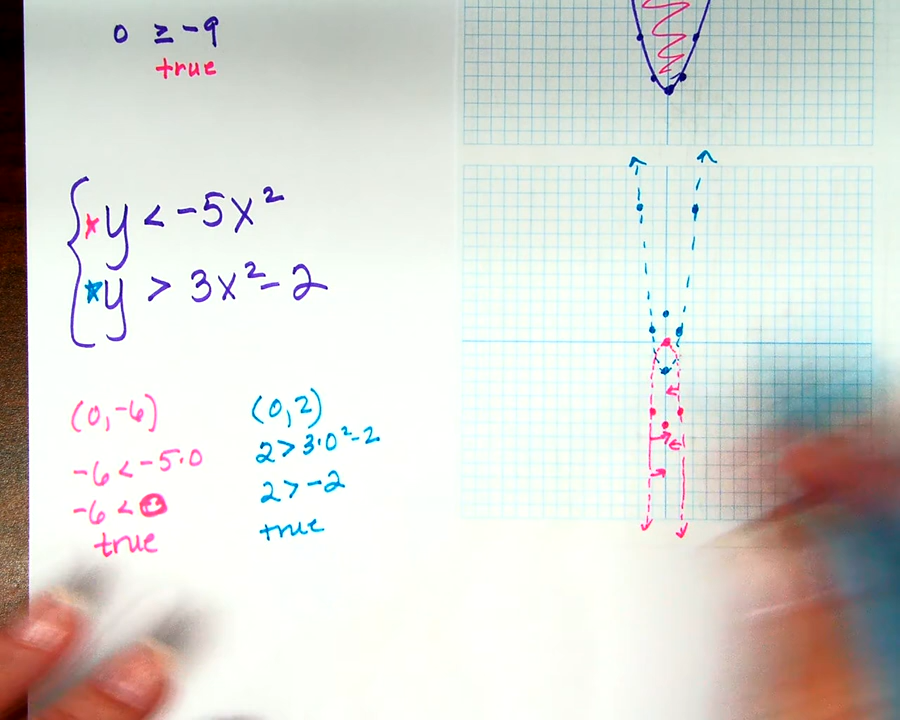 0 ≥ -9
true
*y < -5x²
*y > 3x² - 2
(0, -6)
-6 < -5·0
-6 < 
true
(0, 2)
2 > 3·0² - 2
2 > -2
true